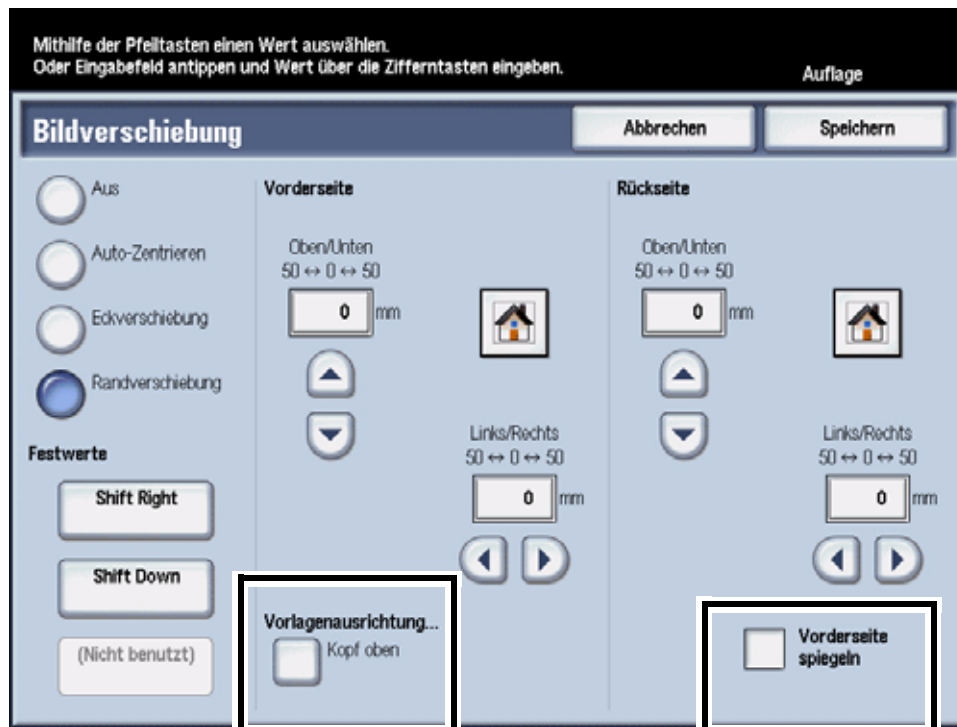 Mithilfe der Pfeiltasten einen Wert auswählen.
Oder Eingabefeld antippen und Wert über die Zifferntasten eingeben.
Auflage
Bildverschiebung
Abbrechen
Speichern
Aus
Auto-Zentrieren
Eckverschiebung
Randverschiebung
Festwerte
Shift Right
Shift Down
(Nicht benutzt)
Vorderseite
Oben/Unten
50 ↔ 0 ↔ 50
0 mm
Links/Rechts
50 ↔ 0 ↔ 50
0 mm
Vorlagenausrichtung...
Kopf oben
Rückseite
Oben/Unten
50 ↔ 0 ↔ 50
0 mm
Links/Rechts
50 ↔ 0 ↔ 50
0 mm
Vorderseite
spiegeln